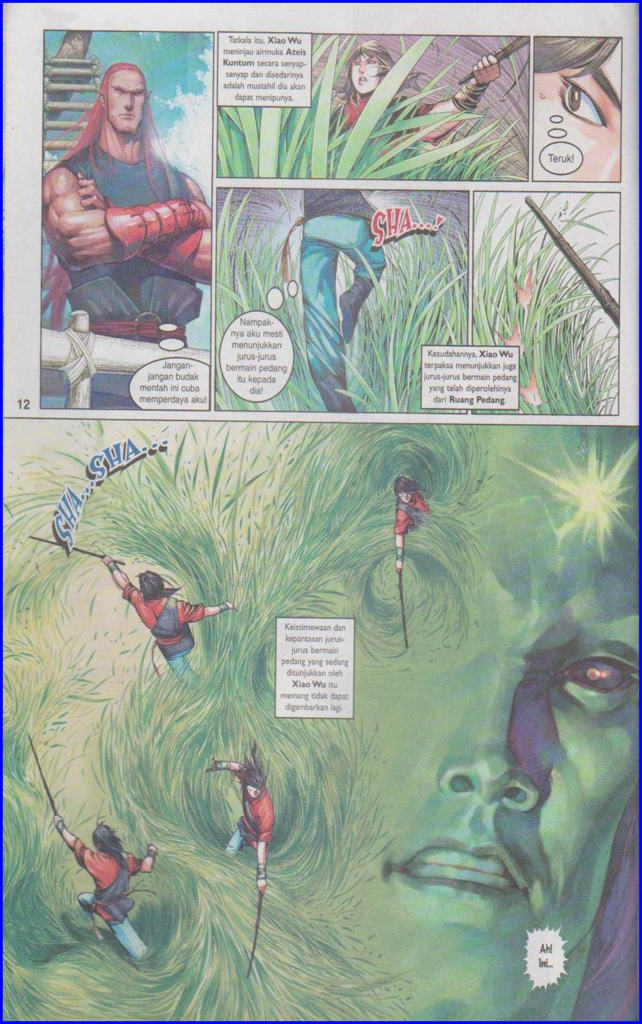 Tatkala itu, Xiao Wu
meninjau airmuka Ateis
Kuntum secara senyap-
senyap dan disedarinya
adalah mustahil dia akan
dapat menipunya.
Teruk!
Jangan-
jangan budak
mentah ini cuba
memperdaya aku!
SHA...!
Nampak-
nya aku mesti
menunjukkan
jurus-jurus
bermain pedang
itu kepada
dia!
Kesudahannya, Xiao Wu
terpaksa menunjukkan juga
jurus-jurus bermain pedang
yang telah diperolehinya
dari Ruang Pedang.
12
SHA...SHA...
Keistimewaan dan
kepantasan jurus-
jurus bermain
pedang yang sedang
ditunjukkan oleh
Xiao Wu itu
memang tidak dapat
digambarkan lagi.
Ah!
Ini...